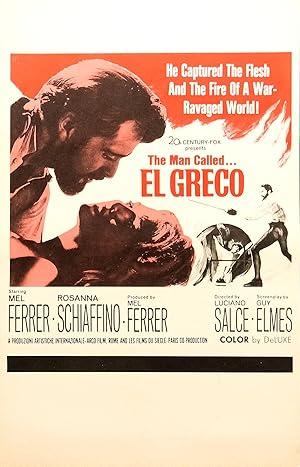 He Captured The Flesh
And The Fire Of A War-
Ravaged World!
20th CENTURY-FOX
presents
The Man Called...
EL GRECO
Starring
MEL FERRER · ROSANNA SCHIAFFINO · Produced by MEL FERRER
Directed by LUCIANO SALCE · Screenplay by GUY ELMES
A PRODUZIONI ARTISTICHE INTERNAZIONALE-ARCO FILM, ROME AND LES FILMS DU SIECLE-PARIS CO-PRODUCTION
COLOR by DeLUXE